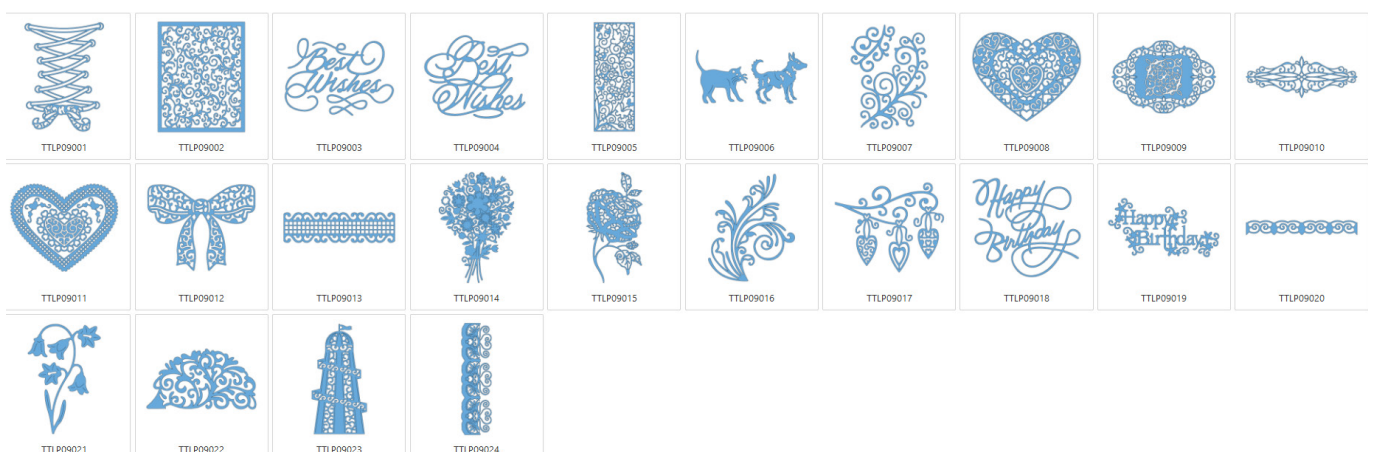 Best
Wishes
Best
Wishes
TTLP09001
TTLP09002
TTLP09003
TTLP09004
TTLP09005
TTLP09006
TTLP09007
TTLP09008
TTLP09009
TTLP09010
Happy
Birthday
Happy
Birthday
TTLP09011
TTLP09012
TTLP09013
TTLP09014
TTLP09015
TTLP09016
TTLP09017
TTLP09018
TTLP09019
TTLP09020
TTLP09021
TTLP09022
TTLP09023
TTLP09024